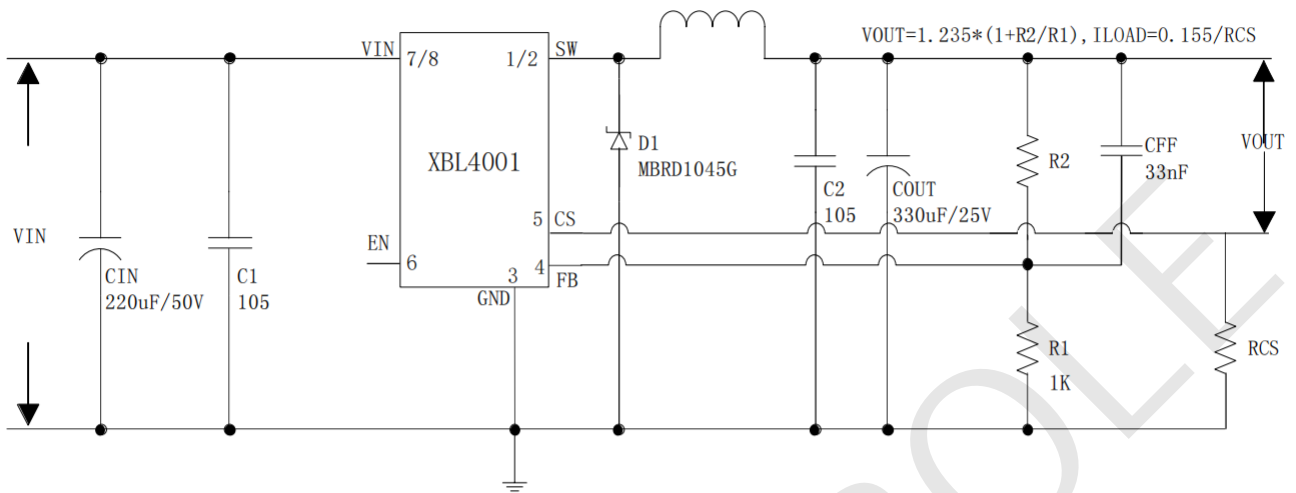 VOUT=1.235*(1+R2/R1),ILOAD=0.155/RCS
VIN
7/8
1/2
SW
XBL4001
D1
MBRD1045G
R2
CFF
33nF
VOUT
C2
105
COUT
330uF/25V
5
CS
VIN
EN
6
4
FB
3
GND
CIN
220uF/50V
C1
105
R1
1K
RCS
OLE